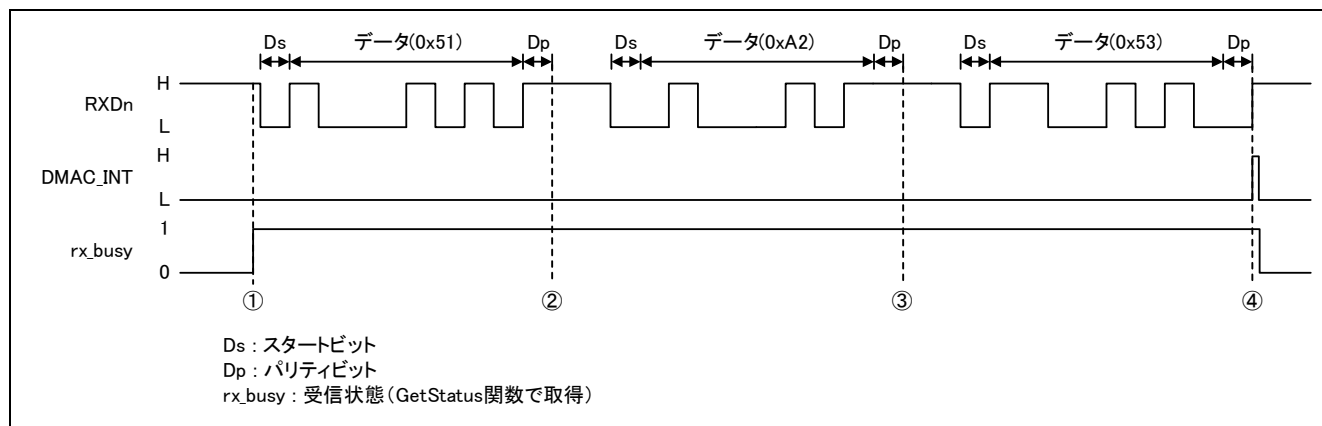 Ds データ(0x51) Dp Ds データ(0xA2) Dp Ds データ(0x53) Dp
H
RXDn
L
H
DMAC_INT
L
1
rx_busy
0
① ② ③ ④
Ds : スタートビット
Dp : パリティビット
rx_busy : 受信状態(GetStatus関数で取得)